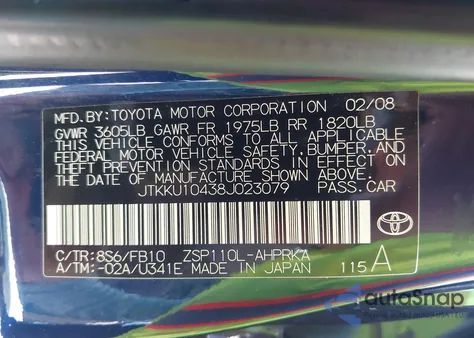 MFD.BY:TOYOTA MOTOR CORPORATION 02/08
GVWR 3605LB GAWR FR 1975LB RR 1820LB
THIS VEHICLE CONFORMS TO ALL APPLICABLE
FEDERAL MOTOR VEHICLE SAFETY,BUMPER,AND
THEFT PREVENTION STANDARDS IN EFFECT ON
THE DATE OF MANUFACTURE SHOWN ABOVE.
JTKKU10438J023079 PASS.CAR
C/TR:8S6/FB10 ZSP110L-AHPRKA
A/TM:-02A/U341E MADE IN JAPAN 115A
autoSnap